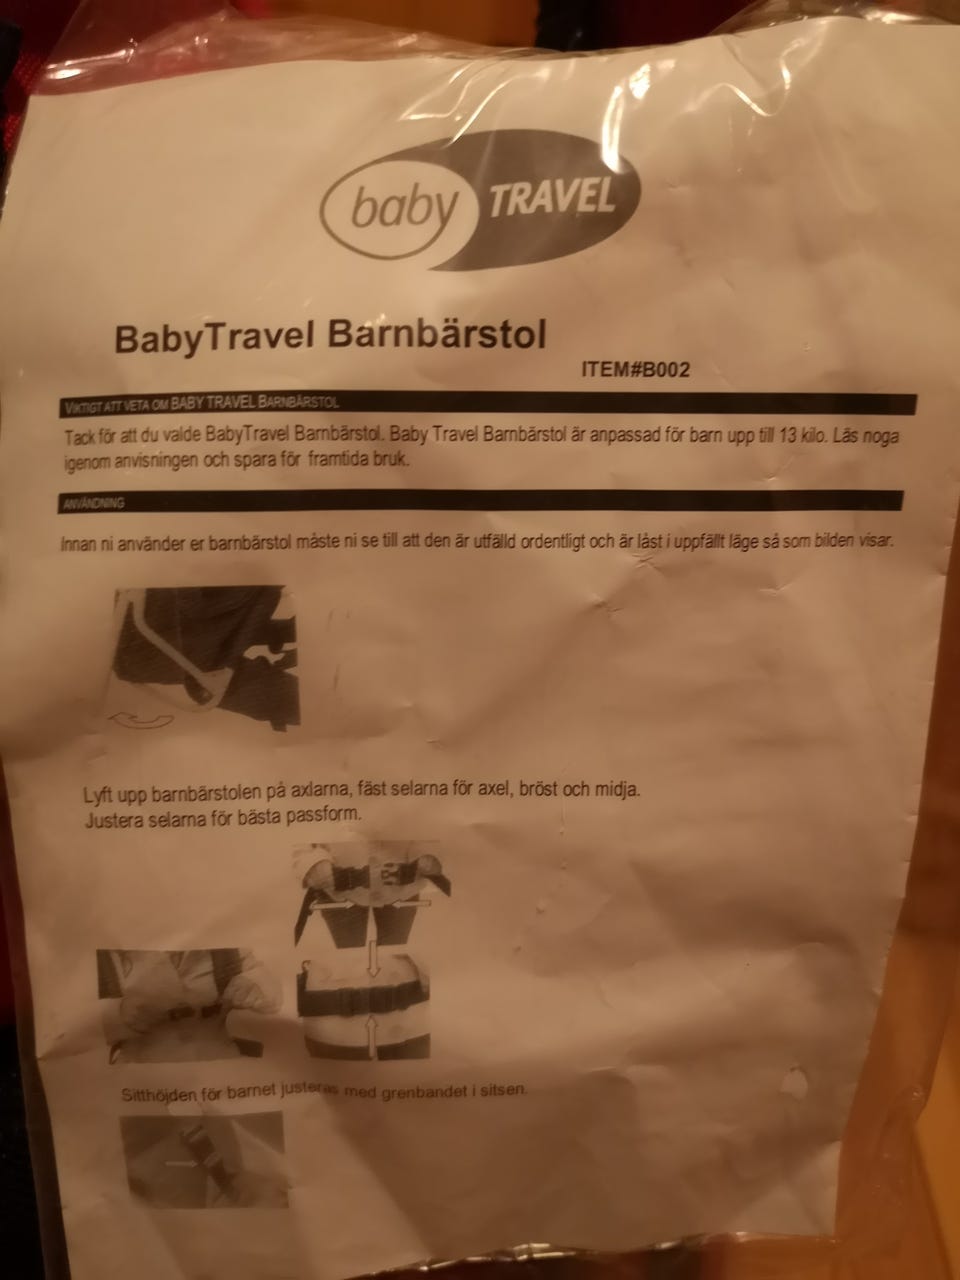 baby TRAVEL
BabyTravel Barnbärstol
ITEM#B002
VIKTIGT ATT VETA OM BABY TRAVEL BARNBÄRSTOL
Tack för att du valde BabyTravel Barnbärstol. Baby Travel Barnbärstol är anpassad för barn upp till 13 kilo. Läs noga
igenom anvisningen och spara för framtida bruk.
ANVÄNDNING
Innan ni använder er barnbärstol måste ni se till att den är utfälld ordentligt och är låst i uppfällt läge så som bilden visar.
Lyft upp barnbärstolen på axlarna, fäst selarna för axel, bröst och midja.
Justera selarna för bästa passform.
Sitthöjden för barnet justeras med grenbandet i sitsen.